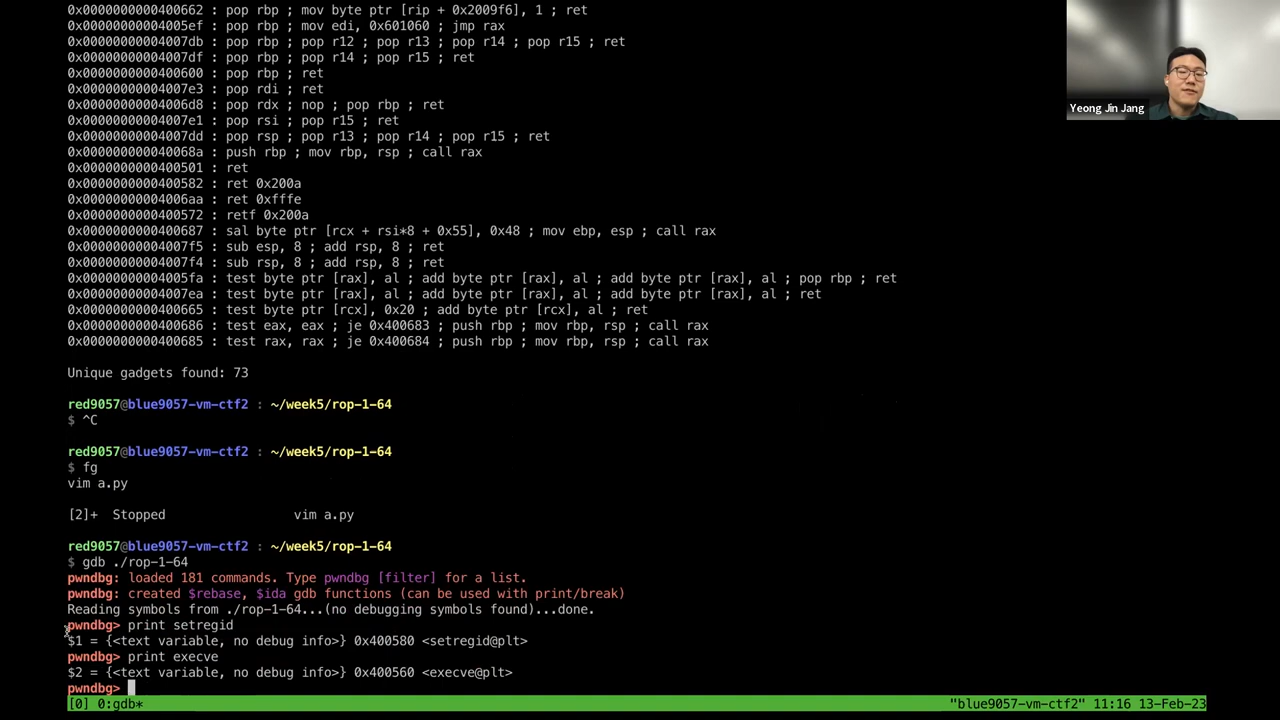 0x0000000000400662 : pop rbp ; mov byte ptr [rip + 0x2009f6], 1 ; ret
0x00000000004005ef : pop rbp ; mov edi, 0x601060 ; jmp rax
0x00000000004007db : pop rbp ; pop r12 ; pop r13 ; pop r14 ; pop r15 ; ret
0x00000000004007df : pop rbp ; pop r14 ; pop r15 ; ret
0x0000000000400600 : pop rbp ; ret
0x00000000004007e3 : pop rdi ; ret
0x00000000004006d8 : pop rdx ; nop ; pop rbp ; ret
0x00000000004007e1 : pop rsi ; pop r15 ; ret
0x00000000004007dd : pop rsp ; pop r13 ; pop r14 ; pop r15 ; ret
0x000000000040068a : push rbp ; mov rbp, rsp ; call rax
0x0000000000400501 : ret
0x0000000000400582 : ret 0x200a
0x00000000004006aa : ret 0xfffe
0x0000000000400572 : retf 0x200a
0x0000000000400687 : sal byte ptr [rcx + rsi*8 + 0x55], 0x48 ; mov ebp, esp ; call rax
0x00000000004007f5 : sub esp, 8 ; add rsp, 8 ; ret
0x00000000004007f4 : sub rsp, 8 ; add rsp, 8 ; ret
0x00000000004005fa : test byte ptr [rax], al ; add byte ptr [rax], al ; add byte ptr [rax], al ; pop rbp ; ret
0x00000000004007ea : test byte ptr [rax], al ; add byte ptr [rax], al ; add byte ptr [rax], al ; ret
0x0000000000400665 : test byte ptr [rcx], 0x20 ; add byte ptr [rcx], al ; ret
0x0000000000400686 : test eax, eax ; je 0x400683 ; push rbp ; mov rbp, rsp ; call rax
0x0000000000400685 : test rax, rax ; je 0x400684 ; push rbp ; mov rbp, rsp ; call rax
Unique gadgets found: 73
red9057@blue9057-vm-ctf2 : ~/week5/rop-1-64
$ ^C
red9057@blue9057-vm-ctf2 : ~/week5/rop-1-64
$ fg
vim a.py
[2]+  Stopped                 vim a.py
red9057@blue9057-vm-ctf2 : ~/week5/rop-1-64
$ gdb ./rop-1-64
pwndbg: loaded 181 commands. Type pwndbg [filter] for a list.
pwndbg: created $rebase, $ida gdb functions (can be used with print/break)
Reading symbols from ./rop-1-64...(no debugging symbols found)...done.
pwndbg> print setregid
$1 = {<text variable, no debug info>} 0x400580 <setregid@plt>
pwndbg> print execve
$2 = {<text variable, no debug info>} 0x400560 <execve@plt>
pwndbg>
[0] 0:gdb* "blue9057-vm-ctf2" 11:16 13-Feb-23
Yeong Jin Jang